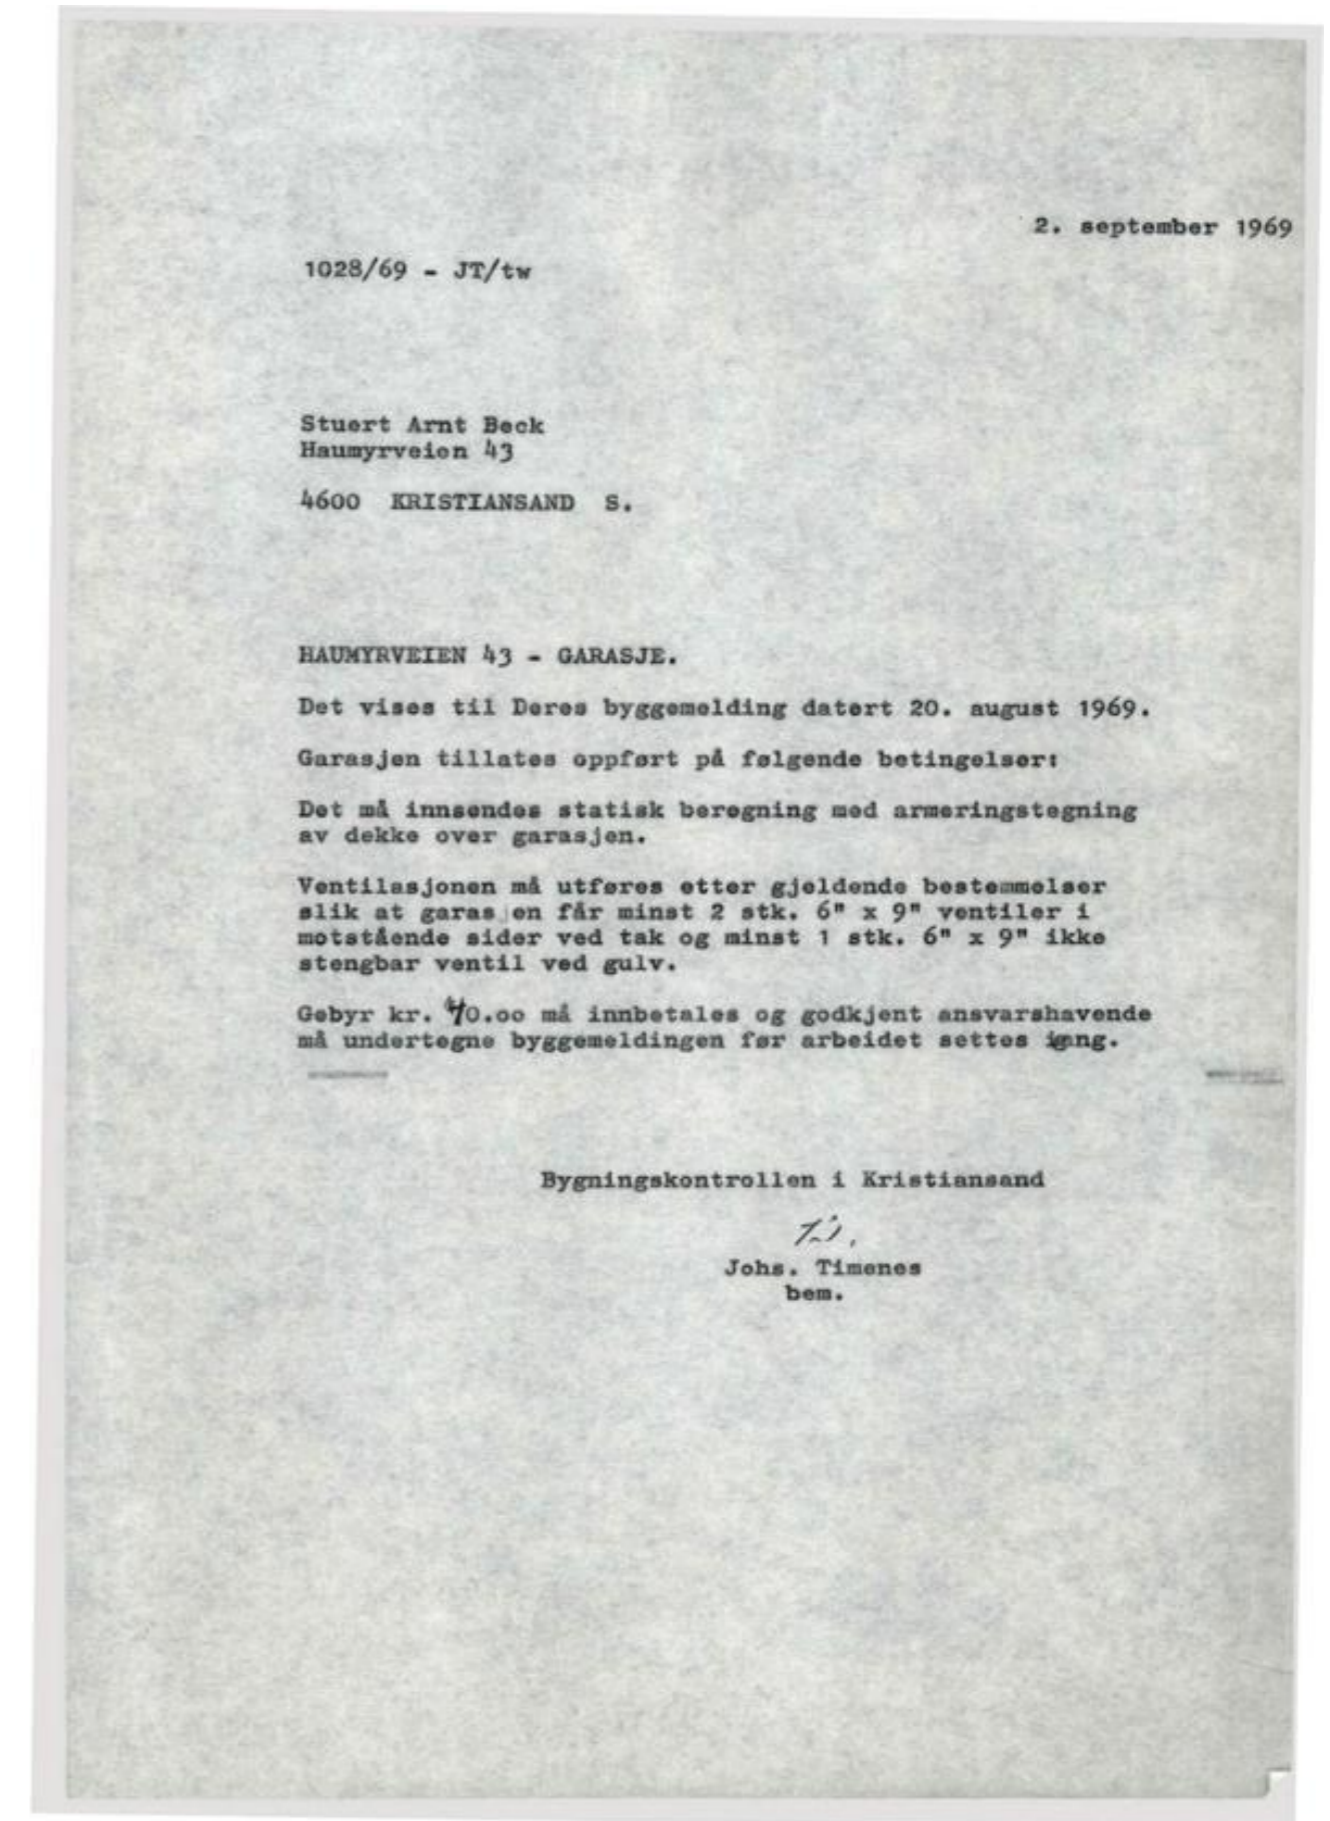 2. september 1969
1028/69 - JT/tw
Stuert Arnt Beck
Haumyrveien 43
4600 KRISTIANSAND S.
HAUMYRVEIEN 43 - GARASJE.
Det vises til Deres byggemelding datert 20. august 1969.
Garasjen tillates oppført på følgende betingelser:
Det må innsendes statisk beregning med armeringstegning
av dekke over garasjen.
Ventilasjonen må utføres etter gjeldende bestemmelser
slik at garasjen får minst 2 stk. 6" x 9" ventiler i
motstående sider ved tak og minst 1 stk. 6" x 9" ikke
stengbar ventil ved gulv.
Gebyr kr. 40.oo må innbetales og godkjent ansvarshavende
må undertegne byggemeldingen før arbeidet settes igang.
Bygningskontrollen i Kristiansand
Johs. Timenes
bem.